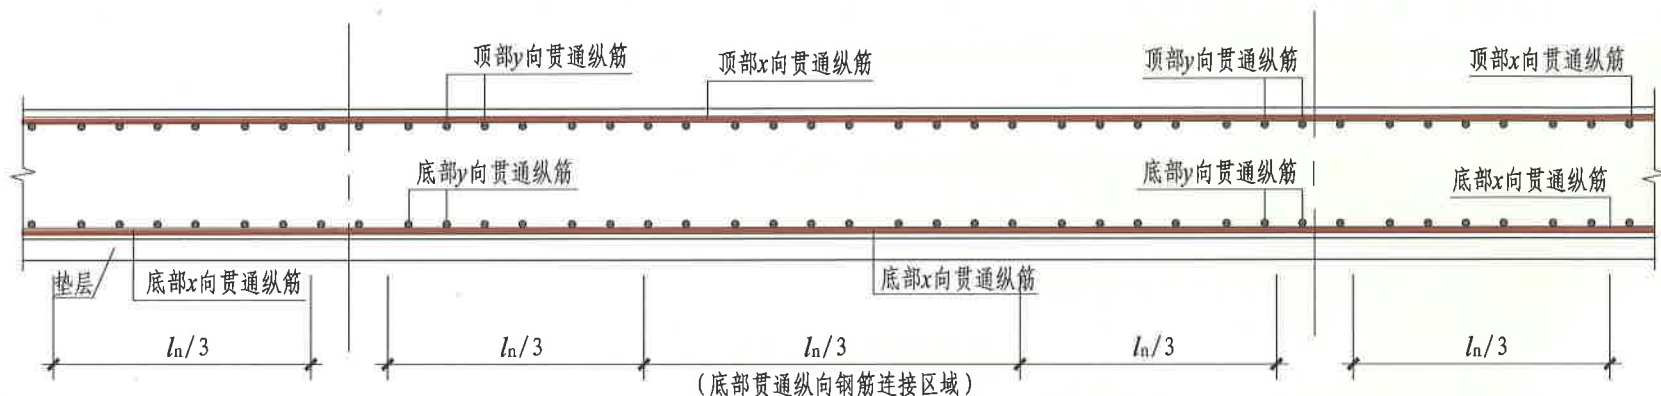 顶部y向贯通纵筋
顶部x向贯通纵筋
顶部y向贯通纵筋
顶部x向贯通纵筋
底部y向贯通纵筋
底部y向贯通纵筋
底部x向贯通纵筋
垫层
底部x向贯通纵筋
底部x向贯通纵筋
ln/3
ln/3
ln/3
ln/3
ln/3
(底部贯通纵向钢筋连接区域)